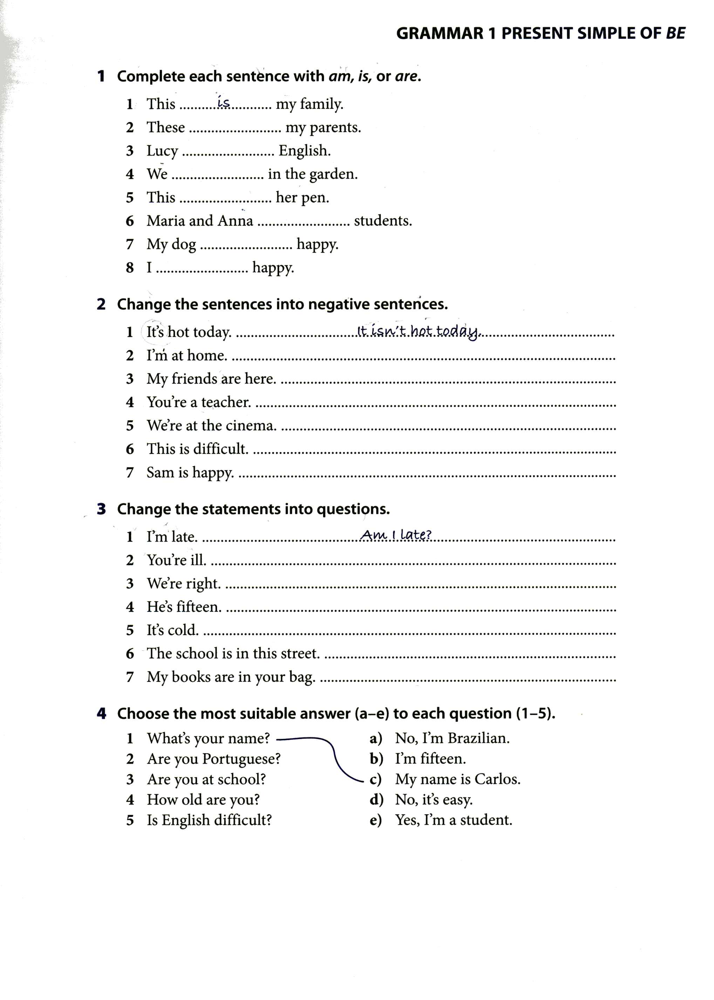 GRAMMAR 1 PRESENT SIMPLE OF BE
1 Complete each sentence with am, is, or are.
1 This ..........is........... my family.
2 These ......................... my parents.
3 Lucy ......................... English.
4 We ......................... in the garden.
5 This ......................... her pen.
6 Maria and Anna ......................... students.
7 My dog ......................... happy.
8 I ......................... happy.
2 Change the sentences into negative sentences.
1 It's hot today. .................................It isn't hot today.....................................
2 I'm at home. ........................................................................................................
3 My friends are here. ...........................................................................................
4 You're a teacher. ..................................................................................................
5 We're at the cinema. ...........................................................................................
6 This is difficult. ...................................................................................................
7 Sam is happy. .......................................................................................................
3 Change the statements into questions.
1 I'm late. ...........................................Am I late?..................................................
2 You're ill. ..............................................................................................................
3 We're right. ..........................................................................................................
4 He's fifteen. ..........................................................................................................
5 It's cold. ................................................................................................................
6 The school is in this street. ...............................................................................
7 My books are in your bag. ................................................................................
4 Choose the most suitable answer (a–e) to each question (1–5).
1 What's your name? a) No, I'm Brazilian.
2 Are you Portuguese? b) I'm fifteen.
3 Are you at school? c) My name is Carlos.
4 How old are you? d) No, it's easy.
5 Is English difficult? e) Yes, I'm a student.